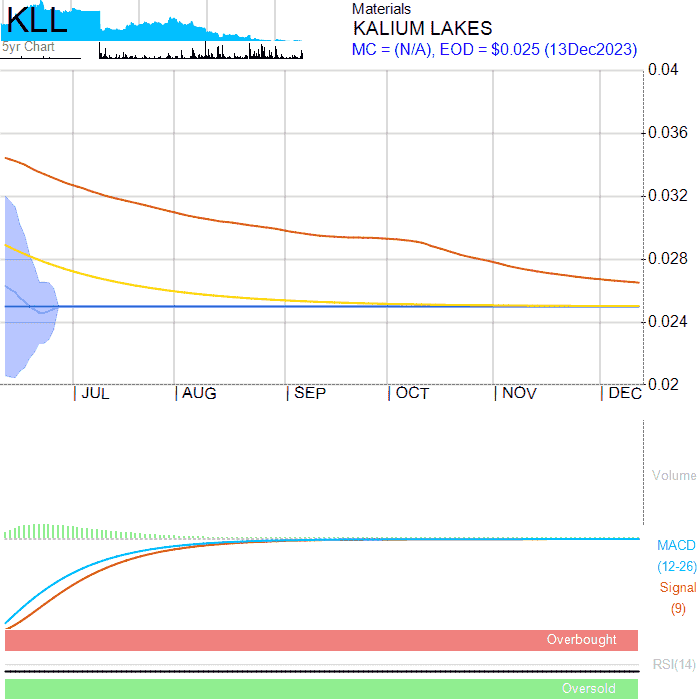 KLL
5yr Chart
Materials
KALIUM LAKES
MC = (N/A), EOD = $0.025 (13Dec2023)
0.04
0.036
0.032
0.028
0.024
0.02
JUL AUG SEP OCT NOV DEC
Volume
MACD
(12-26)
Signal
(9)
Overbought
RSI(14)
Oversold